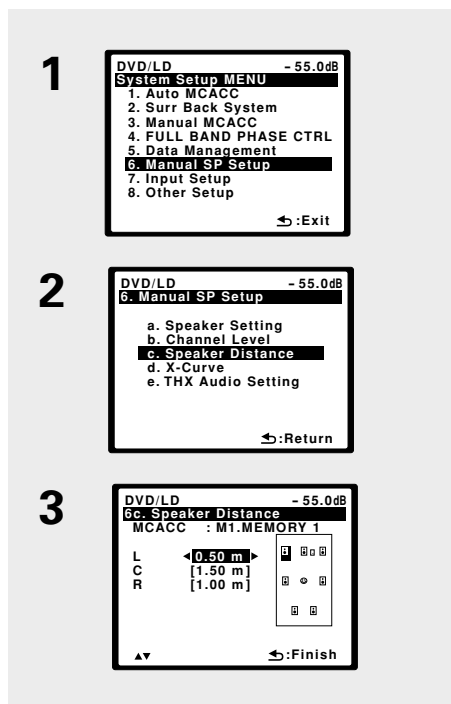 1
DVD/LD – 55.0dB
System Setup MENU
1. Auto MCACC
2. Surr Back System
3. Manual MCACC
4. FULL BAND PHASE CTRL
5. Data Management
6. Manual SP Setup
7. Input Setup
8. Other Setup
:Exit
2
DVD/LD – 55.0dB
6. Manual SP Setup
a. Speaker Setting
b. Channel Level
c. Speaker Distance
d. X-Curve
e. THX Audio Setting
:Return
3
DVD/LD – 55.0dB
6c. Speaker Distance
MCACC : M1.MEMORY 1
L 0.50 m
C [1.50 m]
R [1.00 m]
:Finish